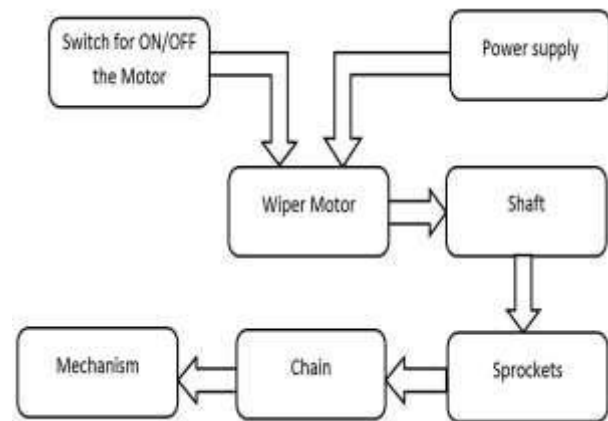 Switch for ON/OFF
the Motor
Power supply
Wiper Motor
Shaft
Mechanism
Chain
Sprockets